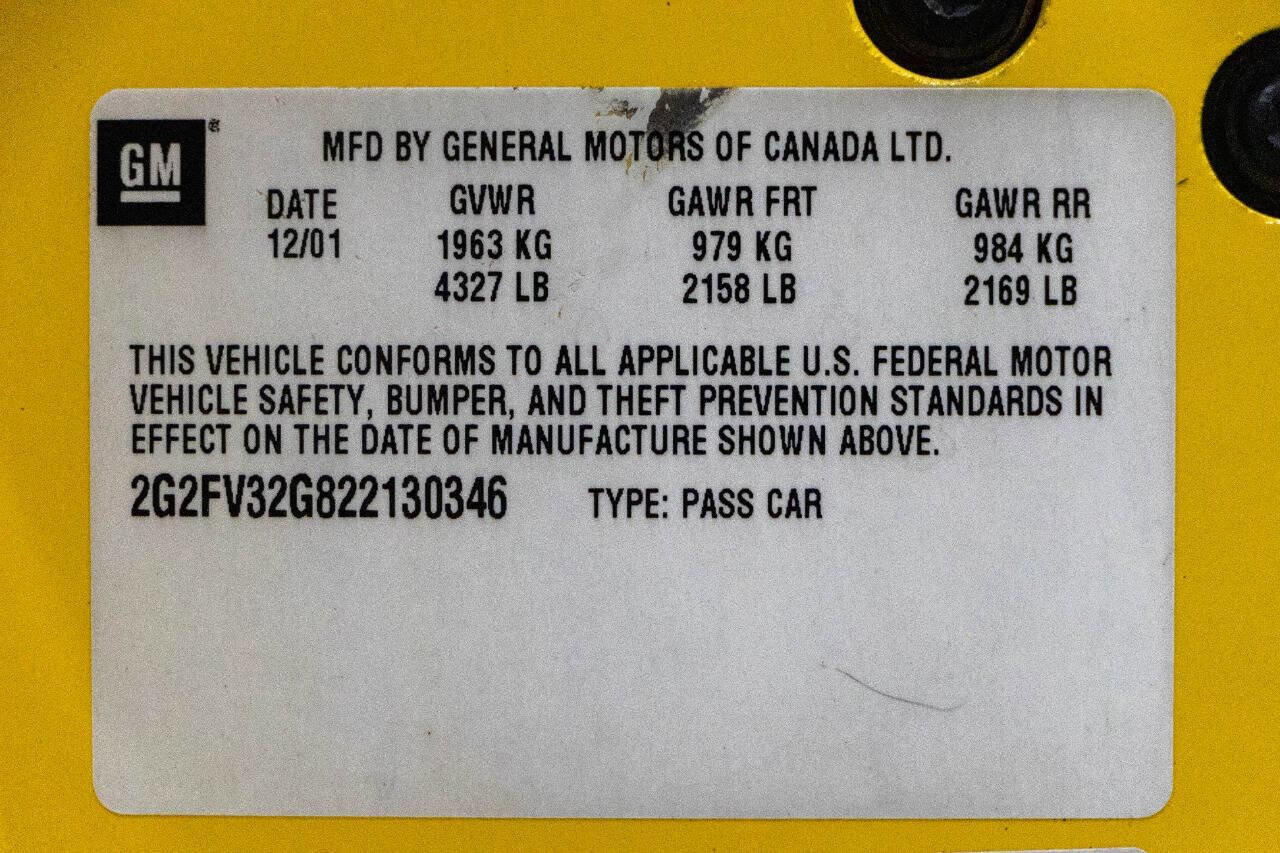 GM®
MFD BY GENERAL MOTORS OF CANADA LTD.
DATE GVWR GAWR FRT GAWR RR
12/01 1963 KG 979 KG 984 KG
4327 LB 2158 LB 2169 LB
THIS VEHICLE CONFORMS TO ALL APPLICABLE U.S. FEDERAL MOTOR
VEHICLE SAFETY, BUMPER, AND THEFT PREVENTION STANDARDS IN
EFFECT ON THE DATE OF MANUFACTURE SHOWN ABOVE.
2G2FV32G822130346 TYPE: PASS CAR